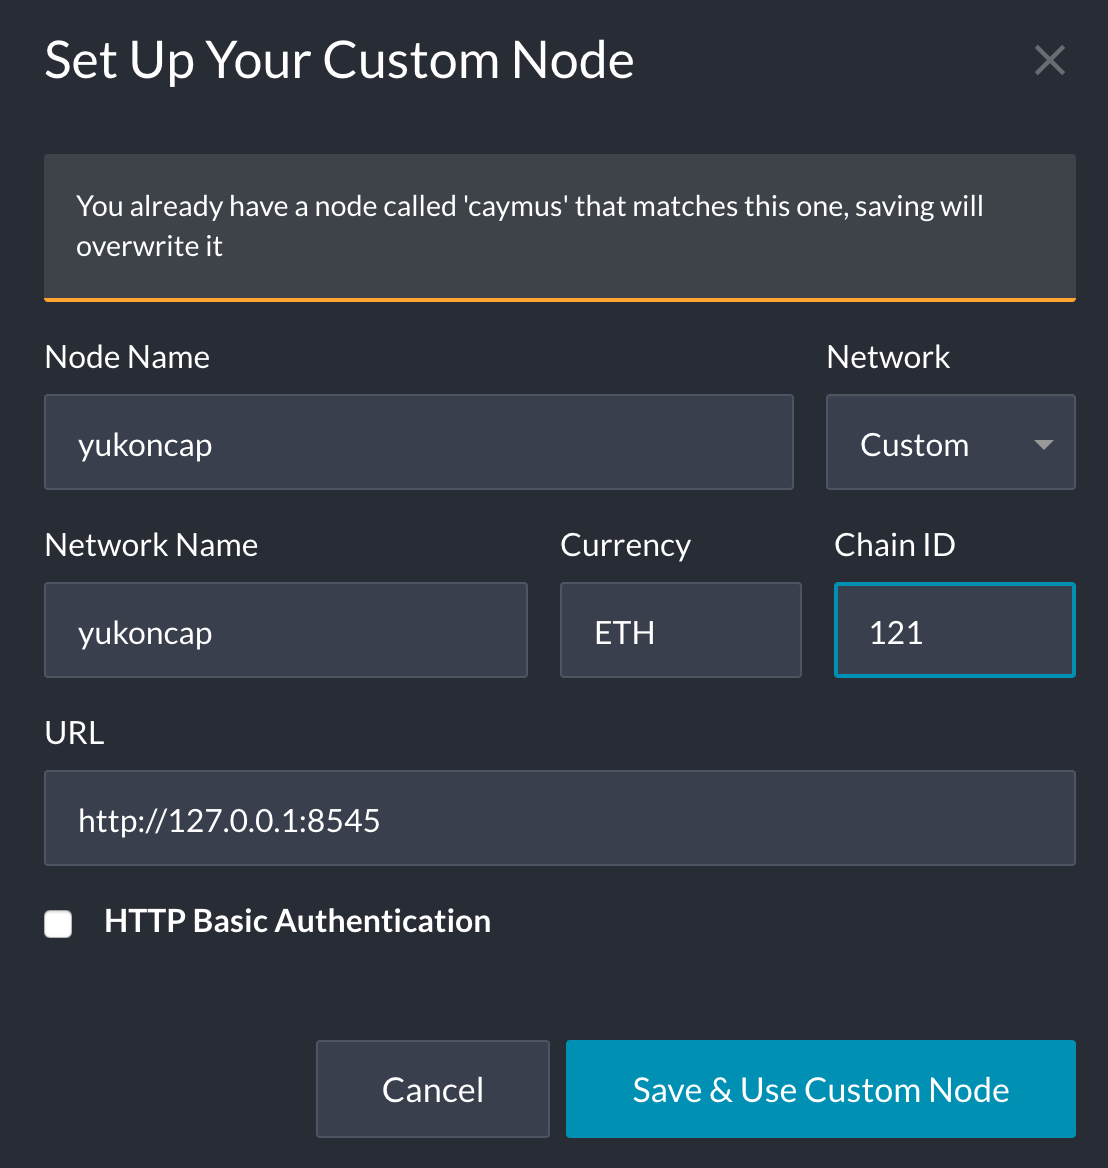 Set Up Your Custom Node
You already have a node called 'caymus' that matches this one, saving will
overwrite it
Node Name
Network
yukoncap
Custom
Network Name
Currency
Chain ID
yukoncap
ETH
121
URL
http://127.0.0.1:8545
HTTP Basic Authentication
Cancel
Save & Use Custom Node